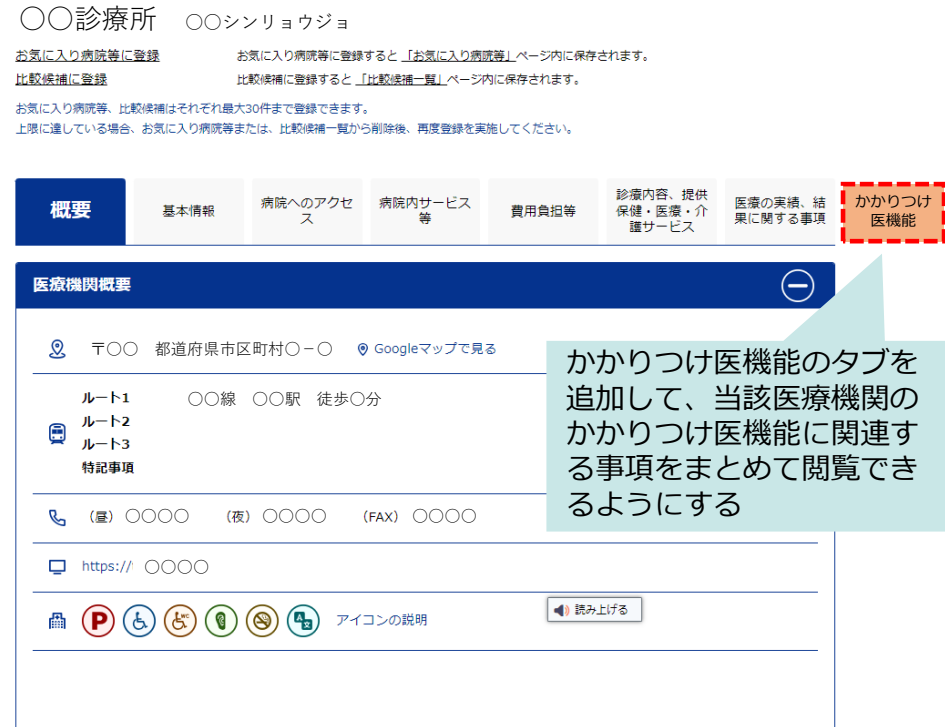 〇〇診療所 〇〇シンリョウジョ
お気に入り病院等に登録 お気に入り病院等に登録すると「お気に入り病院等」ページ内に保存されます。
比較候補に登録 比較候補に登録すると「比較候補一覧」ページ内に保存されます。
お気に入り病院等、比較候補はそれぞれ最大30件まで登録できます。
上限に達している場合、お気に入り病院等または、比較候補一覧から削除後、再度登録を実施してください。
概要
基本情報
病院へのアクセ
ス
病院内サービス
等
費用負担等
診療内容、提供
保健・医療・介
護サービス
医療の実績、結
果に関する事項
かかりつけ
医機能
医療機関概要
〒〇〇 都道府県市区町村〇－〇 Googleマップで見る
ルート1 〇〇線 〇〇駅 徒歩〇分
ルート2
ルート3
特記事項
（昼）〇〇〇〇 （夜）〇〇〇〇 （FAX）〇〇〇〇
https:// 〇〇〇〇
P WC A 文 アイコンの説明
読み上げる
かかりつけ医機能のタブを
追加して、当該医療機関の
かかりつけ医機能に関連す
る事項をまとめて閲覧でき
るようにする